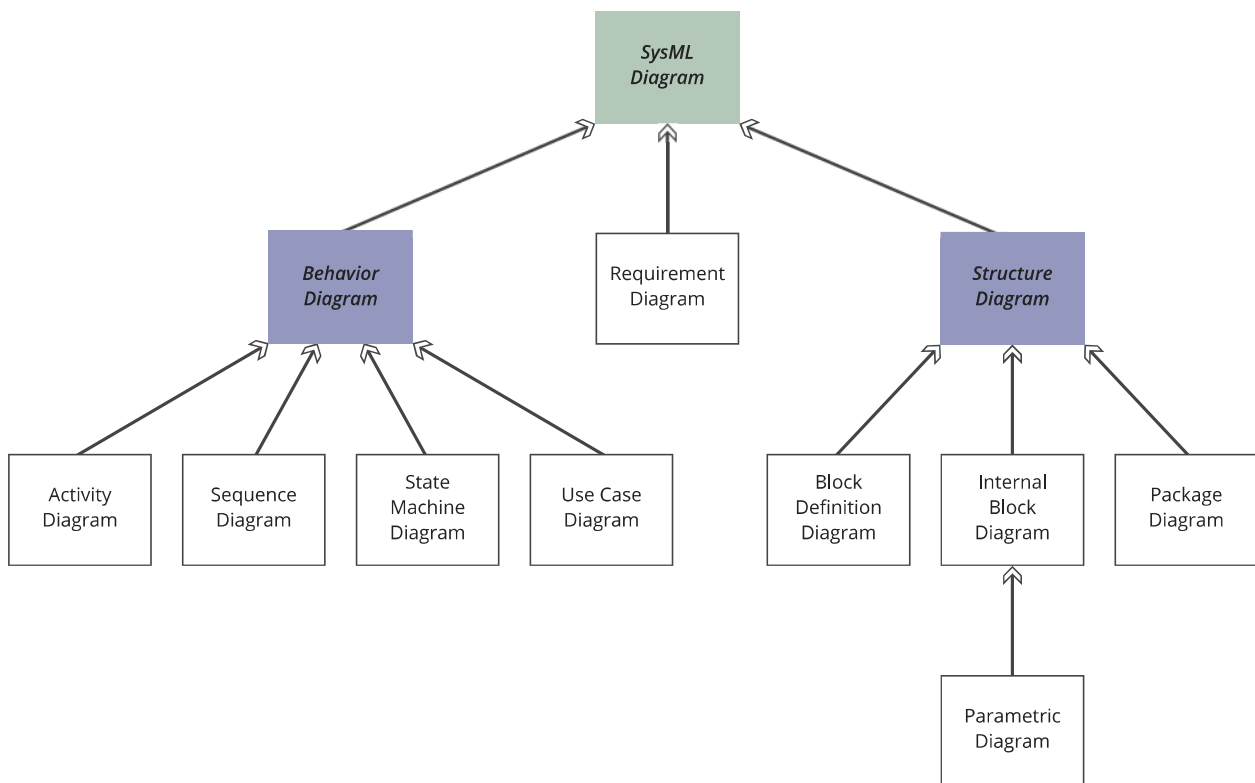 SysML
Diagram
Behavior
Diagram
Requirement
Diagram
Structure
Diagram
Activity
Diagram
Sequence
Diagram
State
Machine
Diagram
Use Case
Diagram
Block
Definition
Diagram
Internal
Block
Diagram
Package
Diagram
Parametric
Diagram